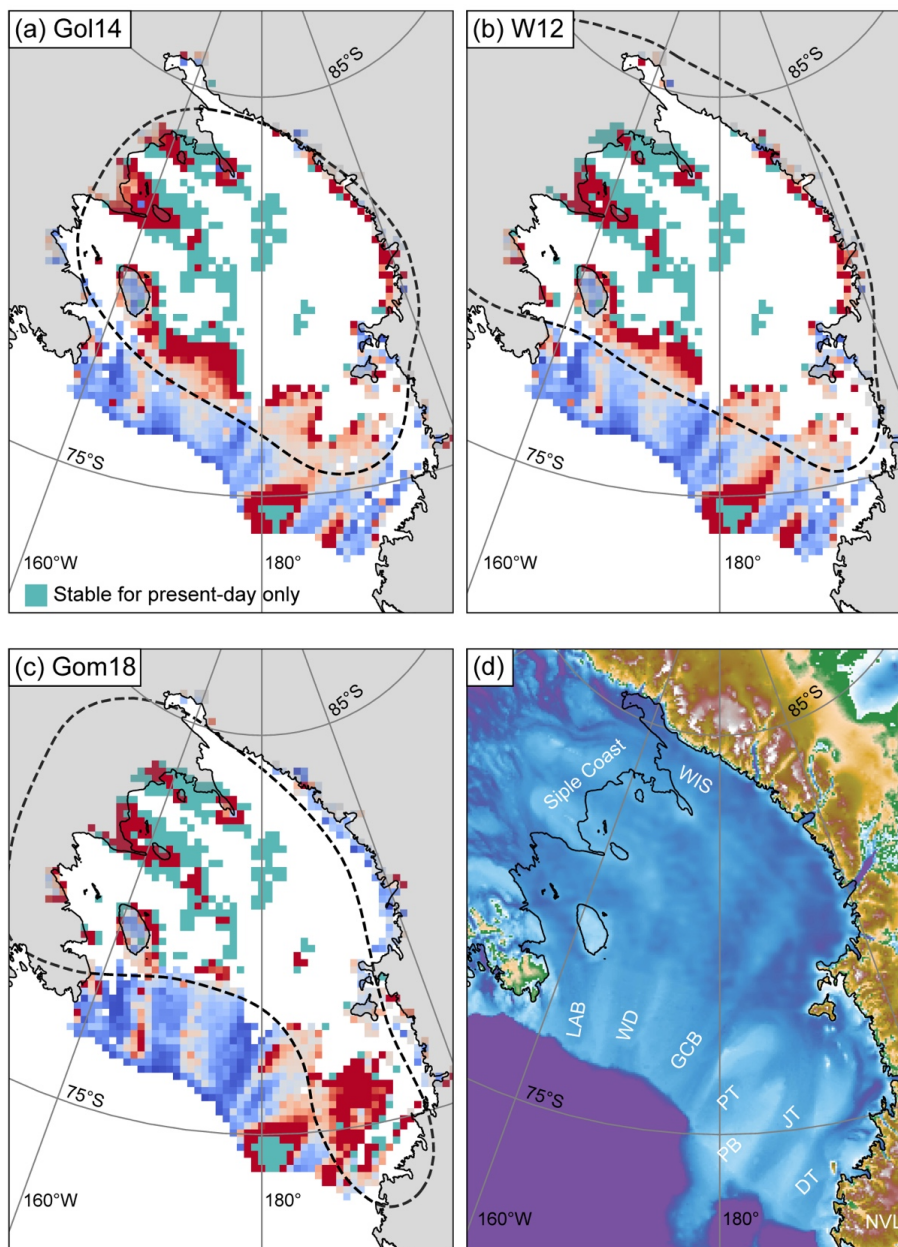 (a) Gol14
85°S
75°S
160°W
180°
Stable for present-day only
(b) W12
85°S
75°S
160°W
180°
(c) Gom18
85°S
75°S
160°W
180°
(d)
85°S
Siple Coast
WIS
LAB
WD
GCB
PT
JT
PB
DT
75°S
160°W
180°
NVL